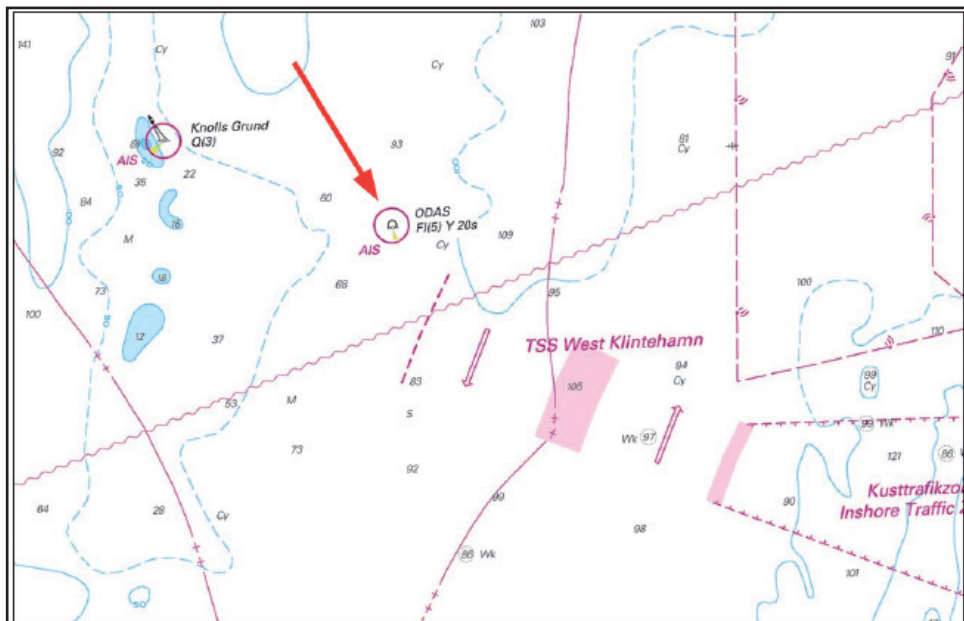 103
141
Cy
91
Cy
Knolls Grund
Q(3)
81
Cy
93
92
AIS
35
22
84
60
ODAS
Fl(5) Y 20s
16
M
AIS
Cy
109
18
68
100
73
95
100
110
12
37
TSS West Klintehamn
94
Cy
83
105
99
Cy
53
M
S
Wk
97
99
Wk
73
121
86
92
Kusttrafikzo
Inshore Traffic
64
28
99
90
Cy
98
86
Wk
101
50